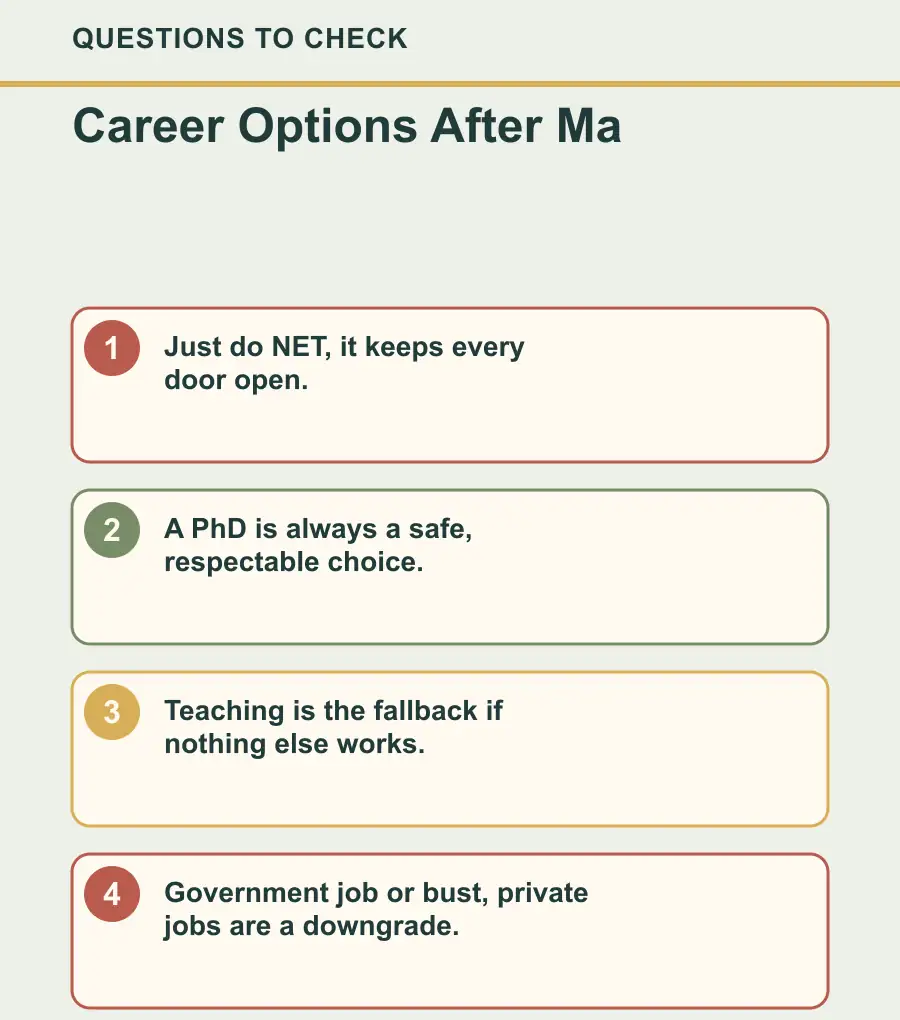 QUESTIONS TO CHECK
Career Options After Ma
1
Just do NET, it keeps every
door open.
2
A PhD is always a safe,
respectable choice.
3
Teaching is the fallback if
nothing else works.
4
Government job or bust, private
jobs are a downgrade.